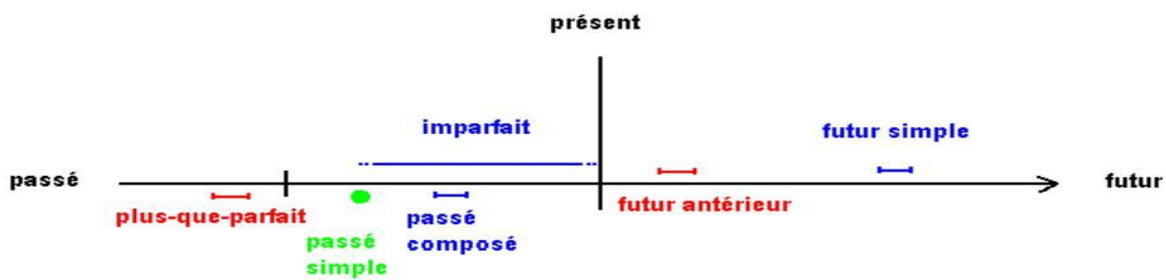 présent
imparfait
futur simple
passé
futur
plus-que-parfait
passé
simple
passé
composé
futur antérieur